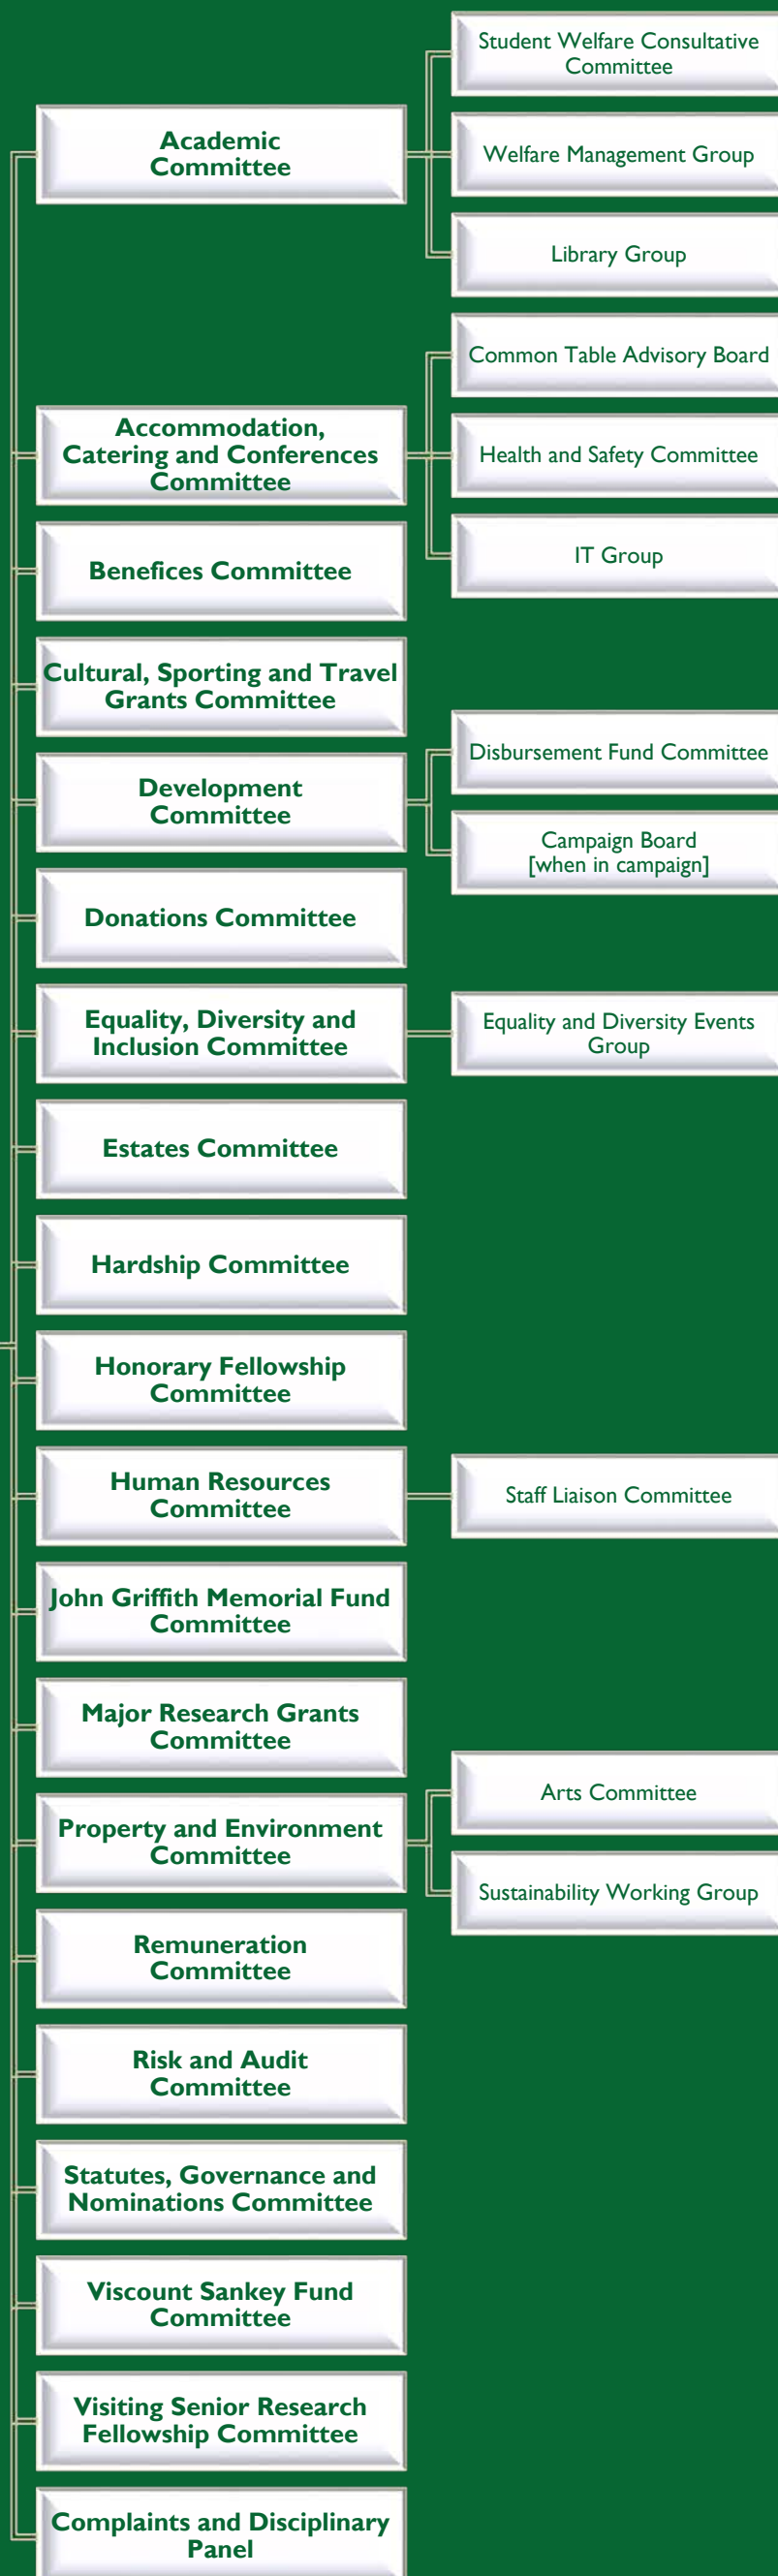 Academic
Committee
Student Welfare Consultative
Committee
Welfare Management Group
Library Group
Accommodation,
Catering and Conferences
Committee
Common Table Advisory Board
Health and Safety Committee
IT Group
Benefices Committee
Cultural, Sporting and Travel
Grants Committee
Development
Committee
Disbursement Fund Committee
Campaign Board
[when in campaign]
Donations Committee
Equality, Diversity and
Inclusion Committee
Equality and Diversity Events
Group
Estates Committee
Hardship Committee
Honorary Fellowship
Committee
Human Resources
Committee
Staff Liaison Committee
John Griffith Memorial Fund
Committee
Major Research Grants
Committee
Property and Environment
Committee
Arts Committee
Sustainability Working Group
Remuneration
Committee
Risk and Audit
Committee
Statutes, Governance and
Nominations Committee
Viscount Sankey Fund
Committee
Visiting Senior Research
Fellowship Committee
Complaints and Disciplinary
Panel